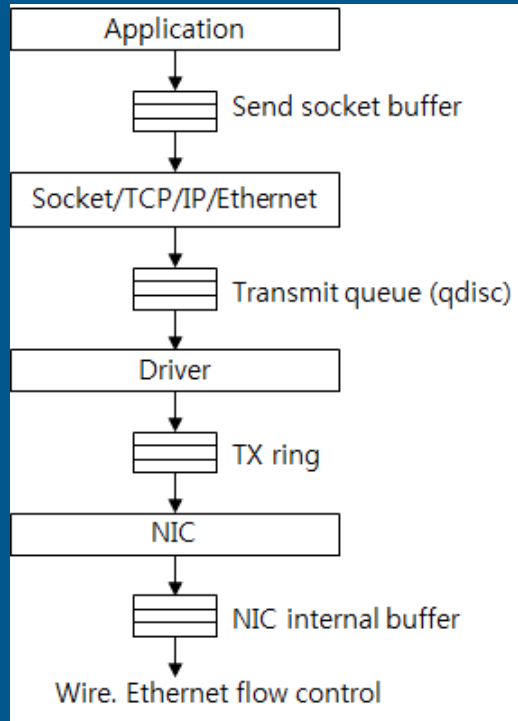 Application
Send socket buffer
Socket/TCP/IP/Ethernet
Transmit queue (qdisc)
Driver
TX ring
NIC
NIC internal buffer
Wire. Ethernet flow control